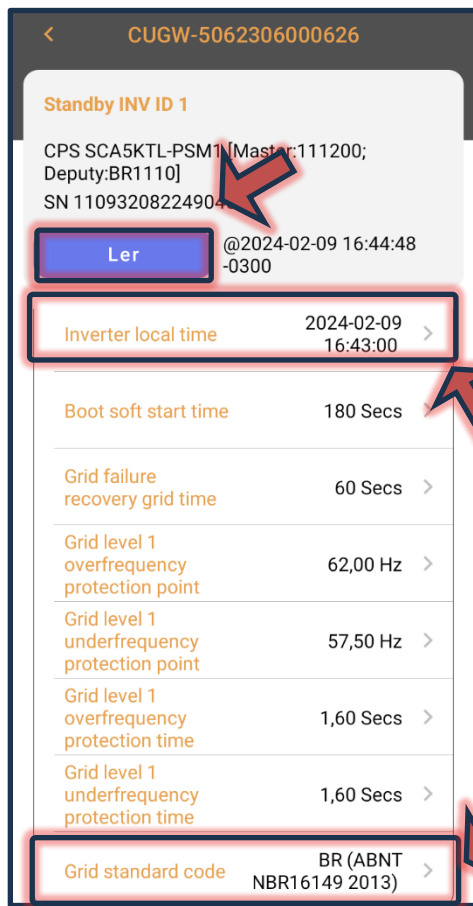 CUGW-5062306000626
Standby INV ID 1
CPS SCA5KTL-PSM1 [Master:111200;
Deputy:BR1110]
SN 110932082249
Ler
@2024-02-09 16:44:48
-0300
Inverter local time
2024-02-09
16:43:00
Boot soft start time
180 Secs
Grid failure
recovery grid time
60 Secs
Grid level 1
overfrequency
protection point
62,00 Hz
Grid level 1
underfrequency
protection point
57,50 Hz
Grid level 1
overfrequency
protection time
1,60 Secs
Grid level 1
underfrequency
protection time
1,60 Secs
Grid standard code
BR (ABNT
NBR16149 2013)